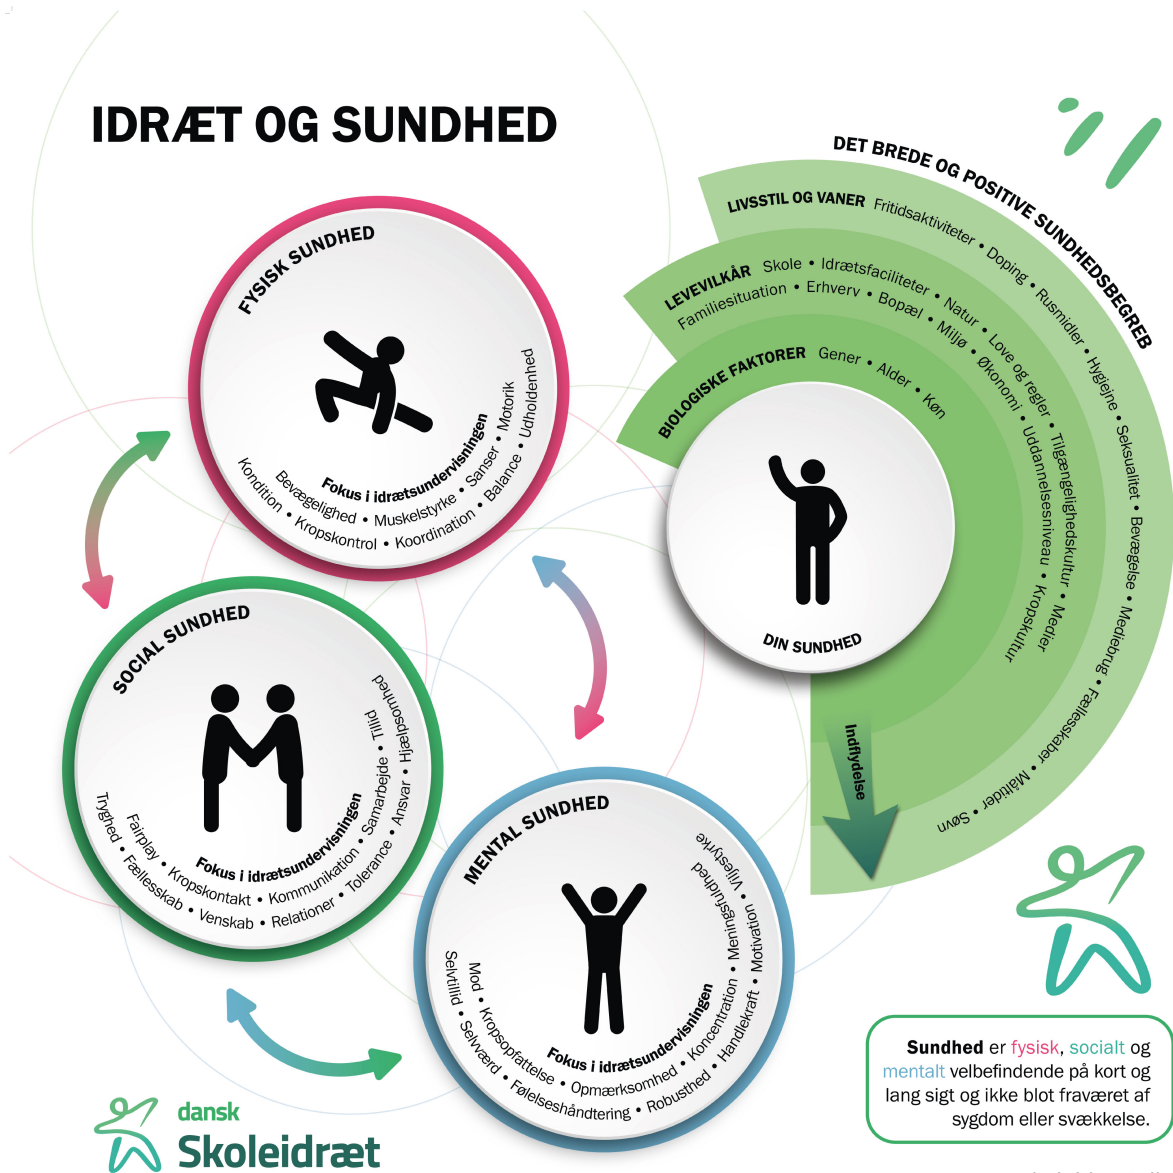 IDRÆT OG SUNDHED
FYSISK SUNDHED
Fokus i idrætsundervisningen
Bevægelighed • Muskelstyrke • Sanser • Motorik
Kondition • Kropskontrol • Koordination • Balance • Udholdenhed
SOCIAL SUNDHED
Fokus i idrætsundervisningen
Fairplay • Kropskontakt • Kommunikation • Samarbejde • Tillid
Tryghed • Fællesskab • Venskab • Relationer • Tolerance • Ansvar • Hjælpsomhed
MENTAL SUNDHED
Fokus i idrætsundervisningen
Mod • Kropsopfattelse • Opmærksomhed • Koncentration • Meningsfuldhed
Selvtillid • Selvværd • Følelseshåndtering • Robusthed • Handlekraft • Motivation • Viljestyrke
DET BREDE OG POSITIVE SUNDHEDSBEGREB
LIVSSTIL OG VANER Fritidsaktiviteter • Doping • Rusmidler • Hygiejne • Seksualitet • Bevægelse • Mediebrug • Fællesskaber • Måltider • Søvn
LEVEVILKÅR Skole • Idrætsfaciliteter • Natur • Love og regler • Tilgængelighedskultur • Medier
Familiesituation • Erhverv • Bopæl • Miljø • Økonomi • Uddannelsesniveau • Kropskultur
BIOLOGISKE FAKTORER Gener • Alder • Køn
DIN SUNDHED
Indflydelse
Sundhed er fysisk, socialt og
mentalt velbefindende på kort og
lang sigt og ikke blot fraværet af
sygdom eller svækkelse.
dansk
Skoleidræt